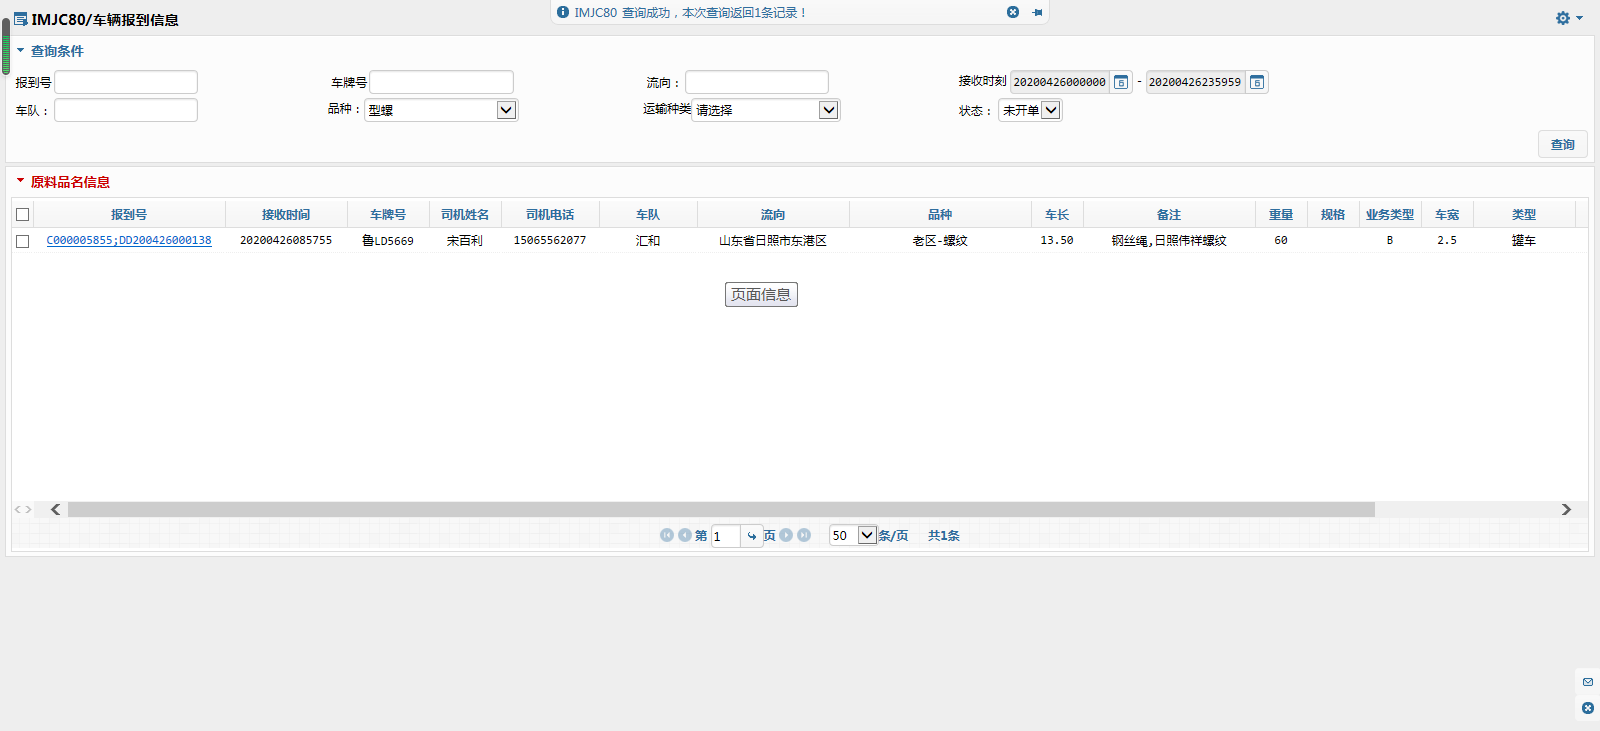 IMJC80/车辆报到信息
IMJC80 查询成功，本次查询返回1条记录！
查询条件
报到号 车牌号 流向： 接收时刻 20200426000000 - 20200426235959
车队： 品种： 型螺 运输种类 请选择 状态： 未开单
查询
原料品名信息
报到号 接收时间 车牌号 司机姓名 司机电话 车队 流向 品种 车长 备注 重量 规格 业务类型 车宽 类型
C000005855;DD200426000138 20200426085755 鲁LD5669 宋百利 15065562077 汇和 山东省日照市东港区 老区-螺纹 13.50 钢丝绳,日照伟祥螺纹 60 B 2.5 罐车
页面信息
第 1 页 50 条/页 共1条